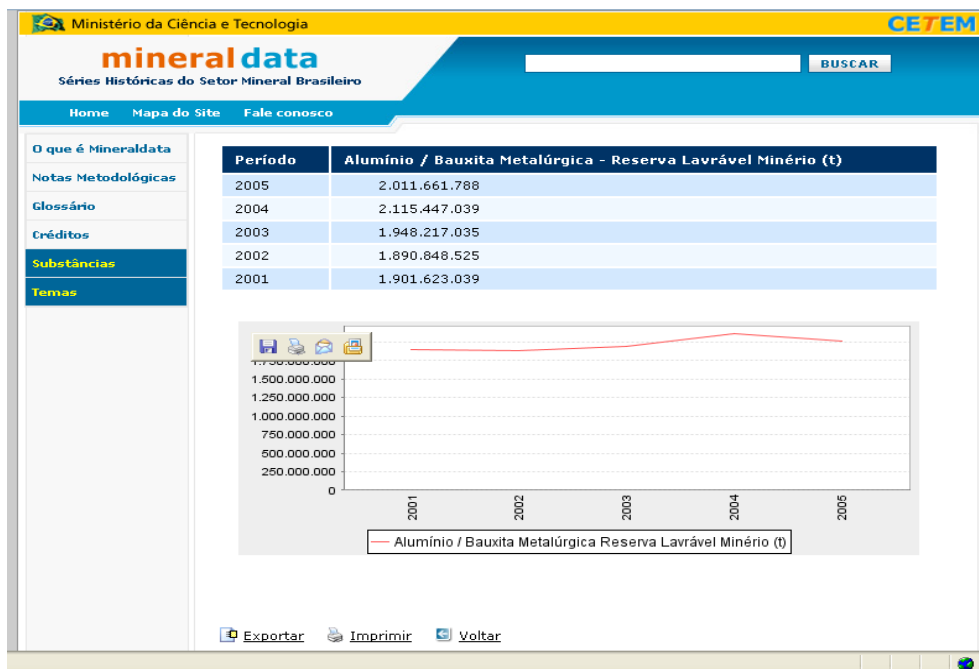 Ministério da Ciência e Tecnologia
CETEM
mineral data
Séries Históricas do Setor Mineral Brasileiro
BUSCAR
Home Mapa do Site Fale conosco
O que é Mineraldata
Notas Metodológicas
Glossário
Créditos
Substâncias
Temas
Período Alumínio / Bauxita Metalúrgica - Reserva Lavrável Minério (t)
2005 2.011.661.788
2004 2.115.447.039
2003 1.948.217.035
2002 1.890.848.525
2001 1.901.623.039
1.750.000.000
1.500.000.000
1.250.000.000
1.000.000.000
750.000.000
500.000.000
250.000.000
0
2001 2002 2003 2004 2005
Alumínio / Bauxita Metalúrgica Reserva Lavrável Minério (t)
Exportar Imprimir Voltar